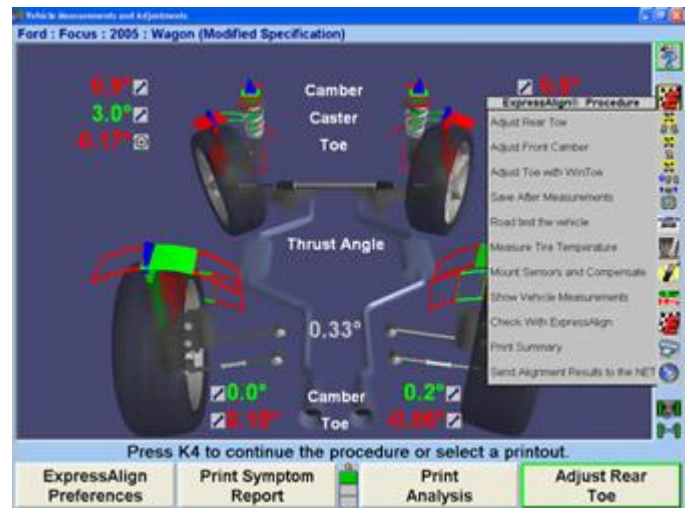 Vehicle Measurements and Adjustments
Ford : Focus : 2005 : Wagon (Modified Specification)
0.9°
Camber
3.0°
Caster
-0.17°
Toe
ExpressAlign® Procedure
Adjust Rear Toe
Adjust Front Camber
Adjust Toe with WinToe
Save After Measurements
Road test the vehicle
Measure Tire Temperature
Mount Sensors and Compensate
Show Vehicle Measurements
Check With ExpressAlign
Print Summary
Send Alignment Results to the NET
Thrust Angle
0.33°
0.0°
Camber
0.2°
Toe
Press K4 to continue the procedure or select a printout.
ExpressAlign Preferences
Print Symptom Report
Print Analysis
Adjust Rear Toe